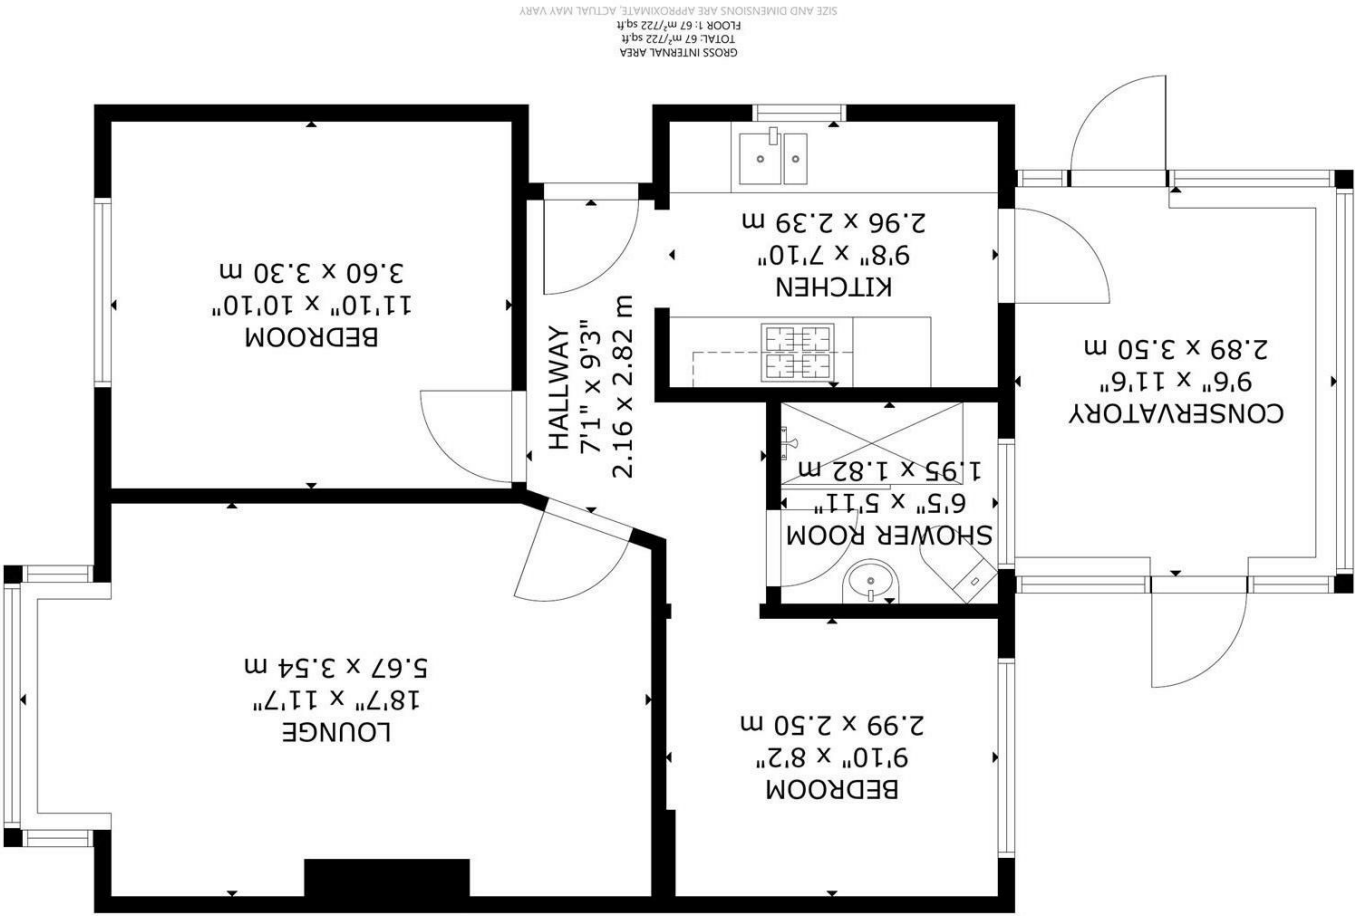 BEDROOM
11'10" x 10'10"
3.60 x 3.30 m
HALLWAY
7'1" x 9'3"
2.16 x 2.82 m
KITCHEN
9'8" x 7'10"
2.96 x 2.39 m
CONSERVATORY
9'6" x 11'6"
2.89 x 3.50 m
SHOWER ROOM
6'5" x 5'11"
1.95 x 1.82 m
LOUNGE
18'7" x 11'7"
5.67 x 3.54 m
BEDROOM
9'10" x 8'2"
2.99 x 2.50 m
GROSS INTERNAL AREA
TOTAL: 67 m²/722 sq.ft
FLOOR 1: 67 m²/722 sq.ft
SIZE AND DIMENSIONS ARE APPROXIMATE, ACTUAL MAY VARY